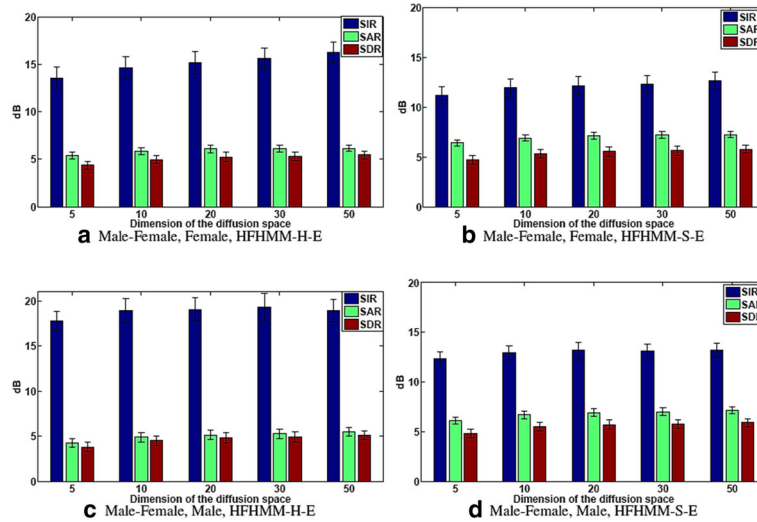 20
15
10
5
0
dB
SIR
SAR
SDR
5 10 20 30 50
Dimension of the diffusion space
a Male-Female, Female, HFHMM-H-E
20
15
10
5
0
dB
SIR
SAR
SDR
5 10 20 30 50
Dimension of the diffusion space
b Male-Female, Female, HFHMM-S-E
20
15
10
5
0
dB
SIR
SAR
SDR
5 10 20 30 50
Dimension of the diffusion space
c Male-Female, Male, HFHMM-H-E
20
15
10
5
0
dB
SIR
SAR
SDR
5 10 20 30 50
Dimension of the diffusion space
d Male-Female, Male, HFHMM-S-E